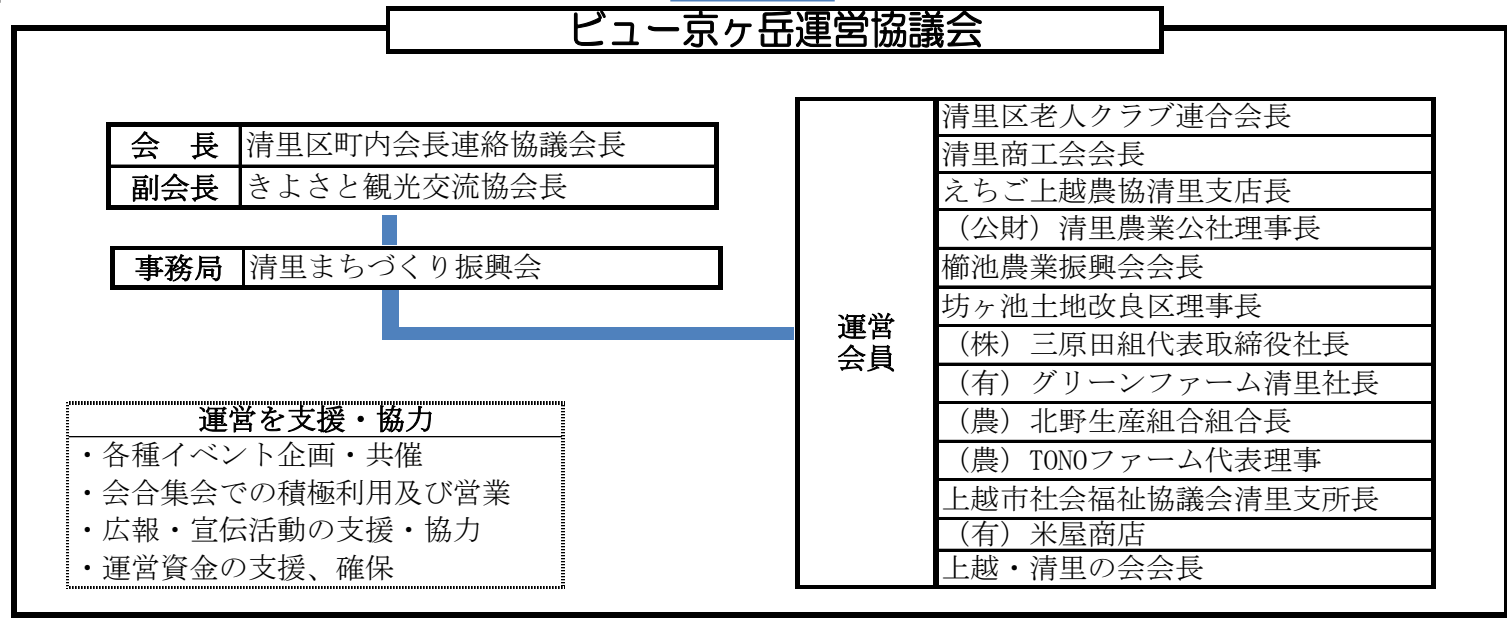 ビュー京ヶ岳運営協議会
会　長 清里区町内会長連絡協議会長
副会長 きよさと観光交流協会長
事務局 清里まちづくり振興会
運営を支援・協力
・各種イベント企画・共催
・会合集会での積極利用及び営業
・広報・宣伝活動の支援・協力
・運営資金の支援、確保
運営
会員
清里区老人クラブ連合会長
清里商工会会長
えちご上越農協清里支店長
（公財）清里農業公社理事長
櫛池農業振興会会長
坊ヶ池土地改良区理事長
（株）三原田組代表取締役社長
（有）グリーンファーム清里社長
（農）北野生産組合組合長
（農）TONOファーム代表理事
上越市社会福祉協議会清里支所長
（有）米屋商店
上越・清里の会会長